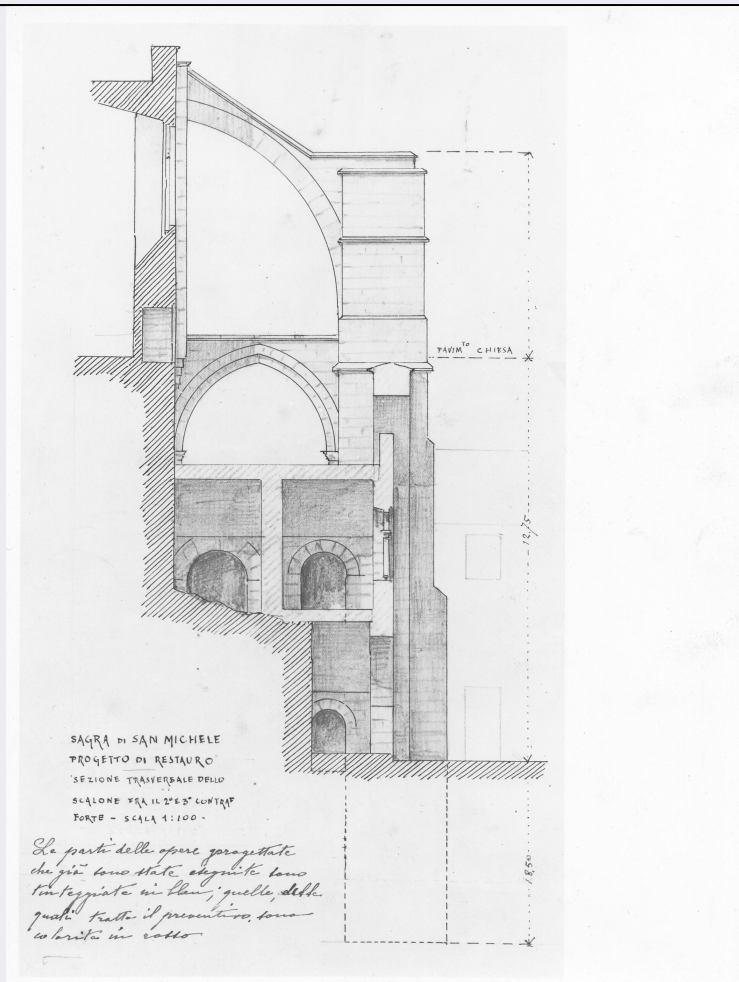 PAVIM.TO CHIESA
12,75
18,50
SAGRA DI SAN MICHELE
PROGETTO DI RESTAURO
SEZIONE TRASVERSALE DELLO
SCALONE FRA IL 2° E 3° CONTRAF
FORTE - SCALA 1:100 -
Le parti delle opere progettate
che già sono state eseguite sono
tinteggiate in bleu; quelle, delle
quali tratta il preventivo, sono
colorite in rosso